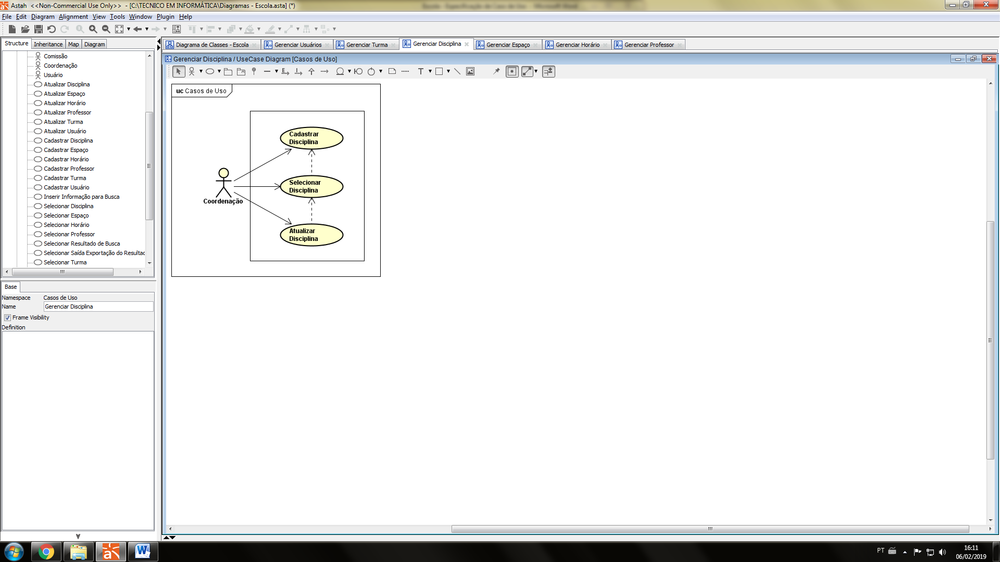 Astah <<Non-Commercial Use Only>> - [C:\TECNICO EM INFORMÁTICA\Diagramas - Escola.asta] (*)
File Edit Diagram Alignment View Tools Window Plugin Help
Structure Inheritance Map Diagram
Diagrama de Classes - Escola Gerenciar Usuários Gerenciar Turma Gerenciar Disciplina Gerenciar Espaço Gerenciar Horário Gerenciar Professor
Gerenciar Disciplina / UseCase Diagram [Casos de Uso]
Comissão
Coordenação
Usuário
Atualizar Disciplina
Atualizar Espaço
Atualizar Horário
Atualizar Professor
Atualizar Turma
Atualizar Usuário
Cadastrar Disciplina
Cadastrar Espaço
Cadastrar Horário
Cadastrar Professor
Cadastrar Turma
Cadastrar Usuário
Inserir Informação para Busca
Selecionar Disciplina
Selecionar Espaço
Selecionar Horário
Selecionar Professor
Selecionar Resultado de Busca
Selecionar Saída Exportação do Resultac
Selecionar Turma
Base
Namespace Casos de Uso
Name Gerenciar Disciplina
Frame Visibility
Definition
uc Casos de Uso
Cadastrar
Disciplina
Selecionar
Disciplina
Coordenação
Atualizar
Disciplina
PT
16:11
06/02/2019